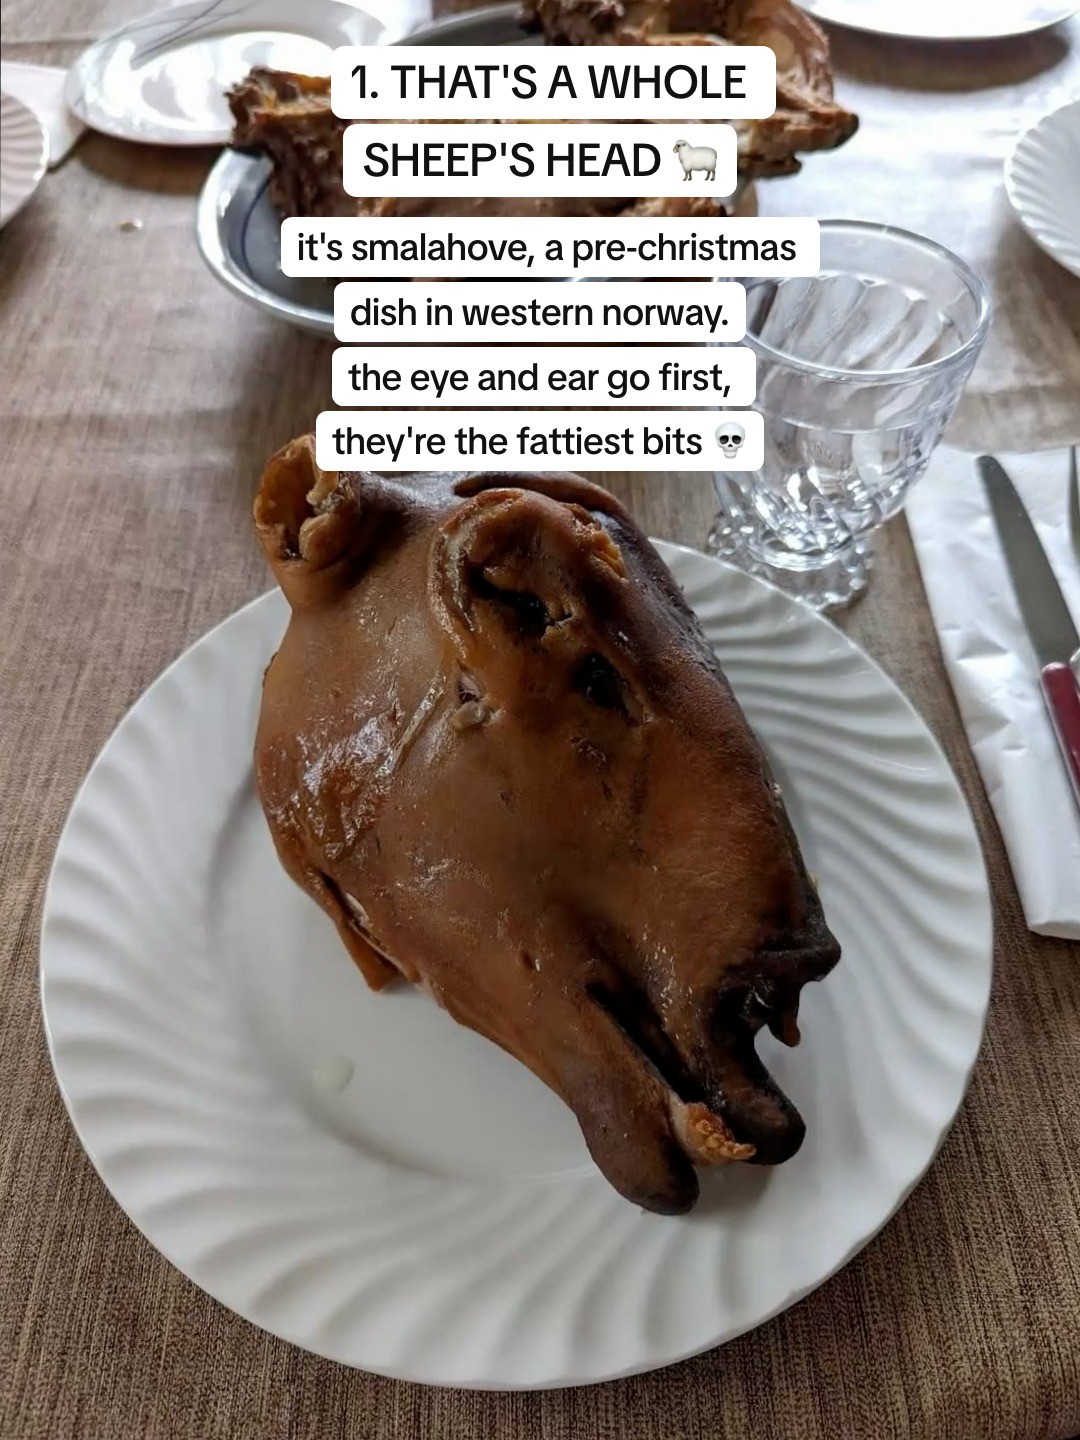 1. THAT'S A WHOLE
SHEEP'S HEAD 🐑
it's smalahove, a pre-christmas
dish in western norway.
the eye and ear go first,
they're the fattiest bits 💀